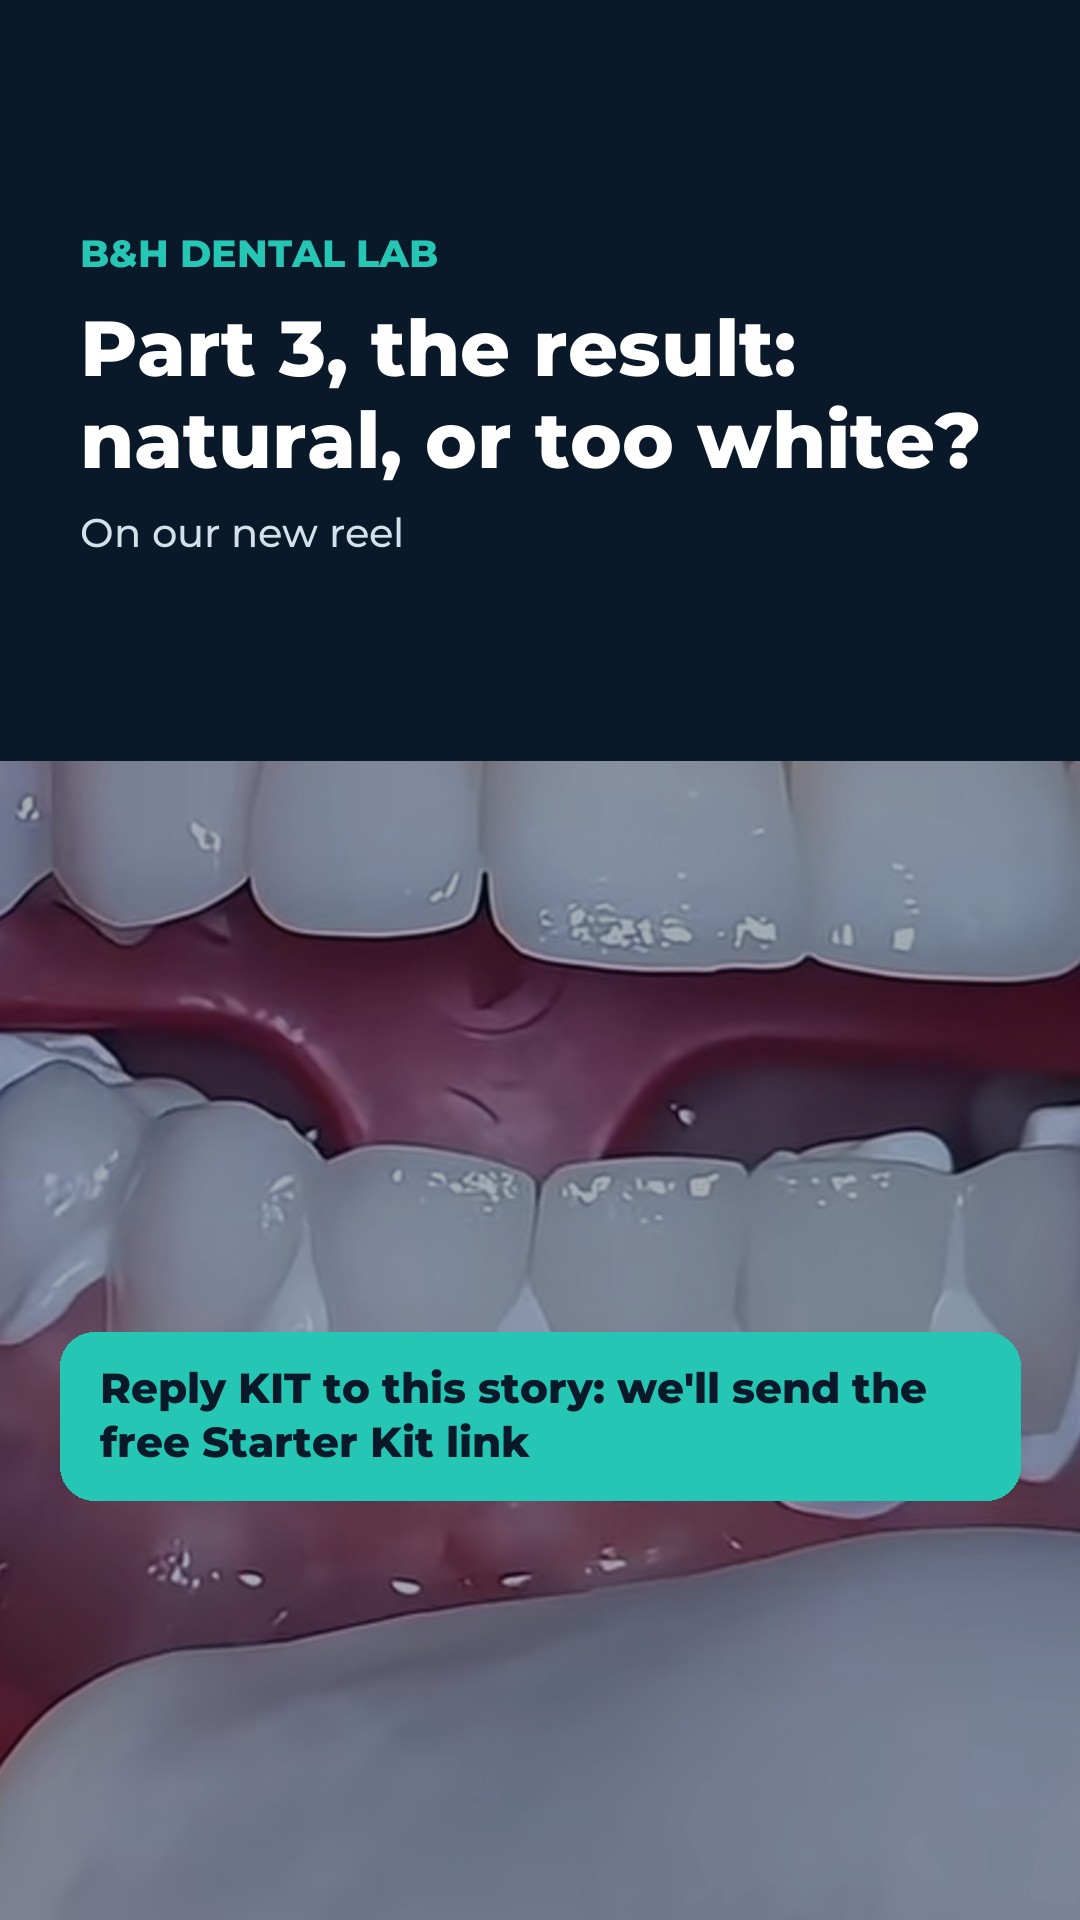 B&H DENTAL LAB
Part 3, the result:
natural, or too white?
On our new reel
Reply KIT to this story: we'll send the
free Starter Kit link